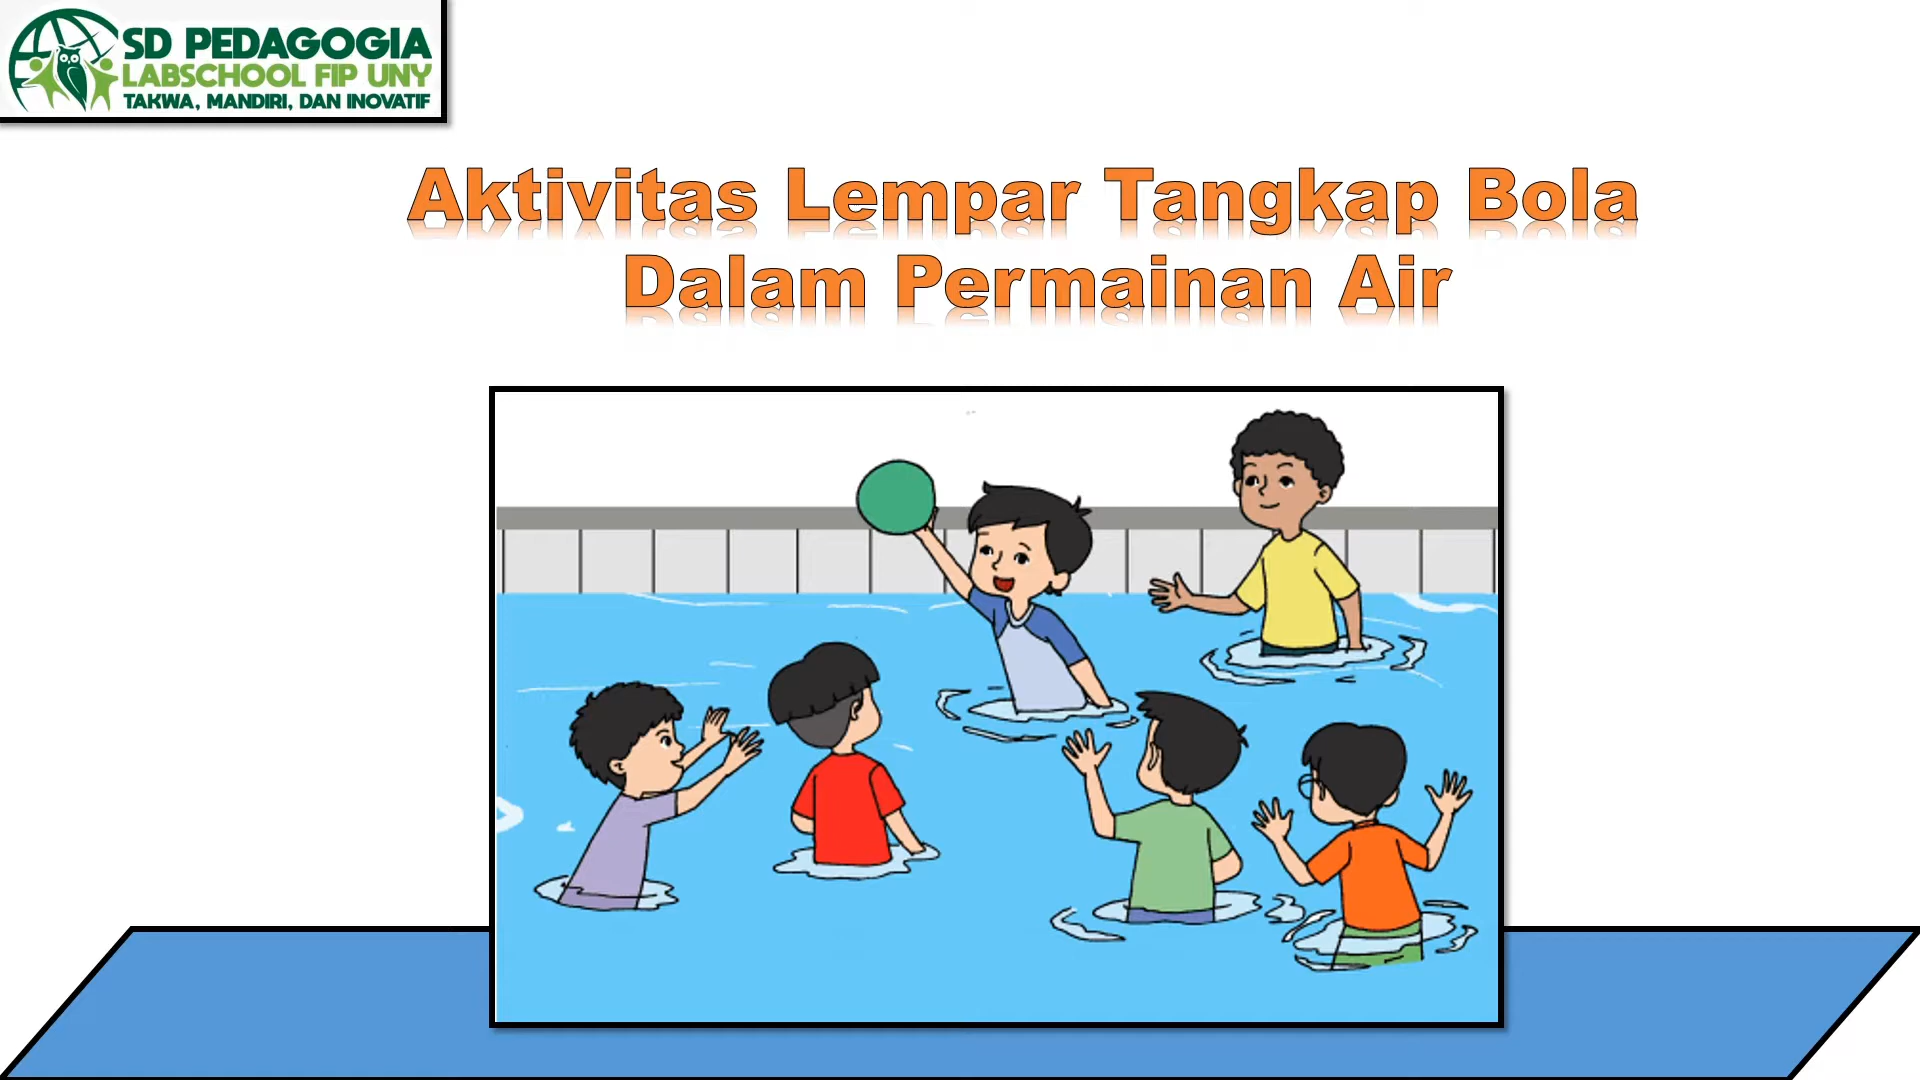 SD PEDAGOGIA
LABSCHOOL FIP UNY
TAKWA, MANDIRI, DAN INOVATIF
Aktivitas Lempar Tangkap Bola
Dalam Permainan Air